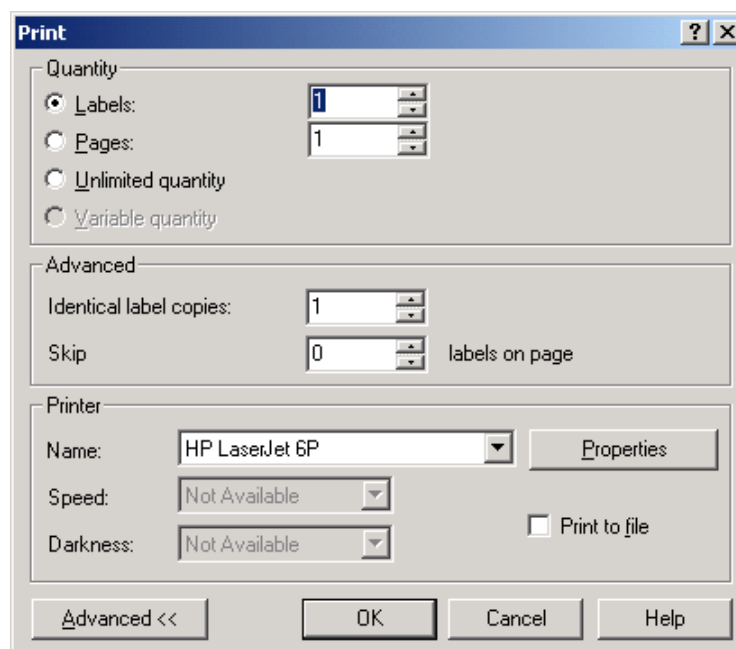 Print
Quantity
Labels: 1
Pages: 1
Unlimited quantity
Variable quantity
Advanced
Identical label copies: 1
Skip 0 labels on page
Printer
Name: HP LaserJet 6P Properties
Speed: Not Available
Print to file
Darkness: Not Available
Advanced << OK Cancel Help